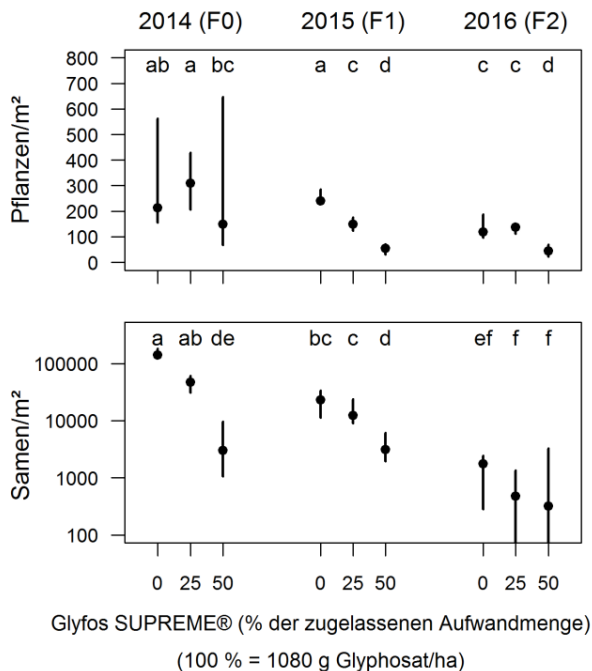 2014 (F0) 2015 (F1) 2016 (F2)
Pflanzen/m²
800
700
600
500
400
300
200
100
0
ab a bc a c d c c d
Samen/m²
100000
10000
1000
100
a ab de bc c d ef f f
0 25 50 0 25 50 0 25 50
Glyfos SUPREME® (% der zugelassenen Aufwandmenge)
(100 % = 1080 g Glyphosat/ha)